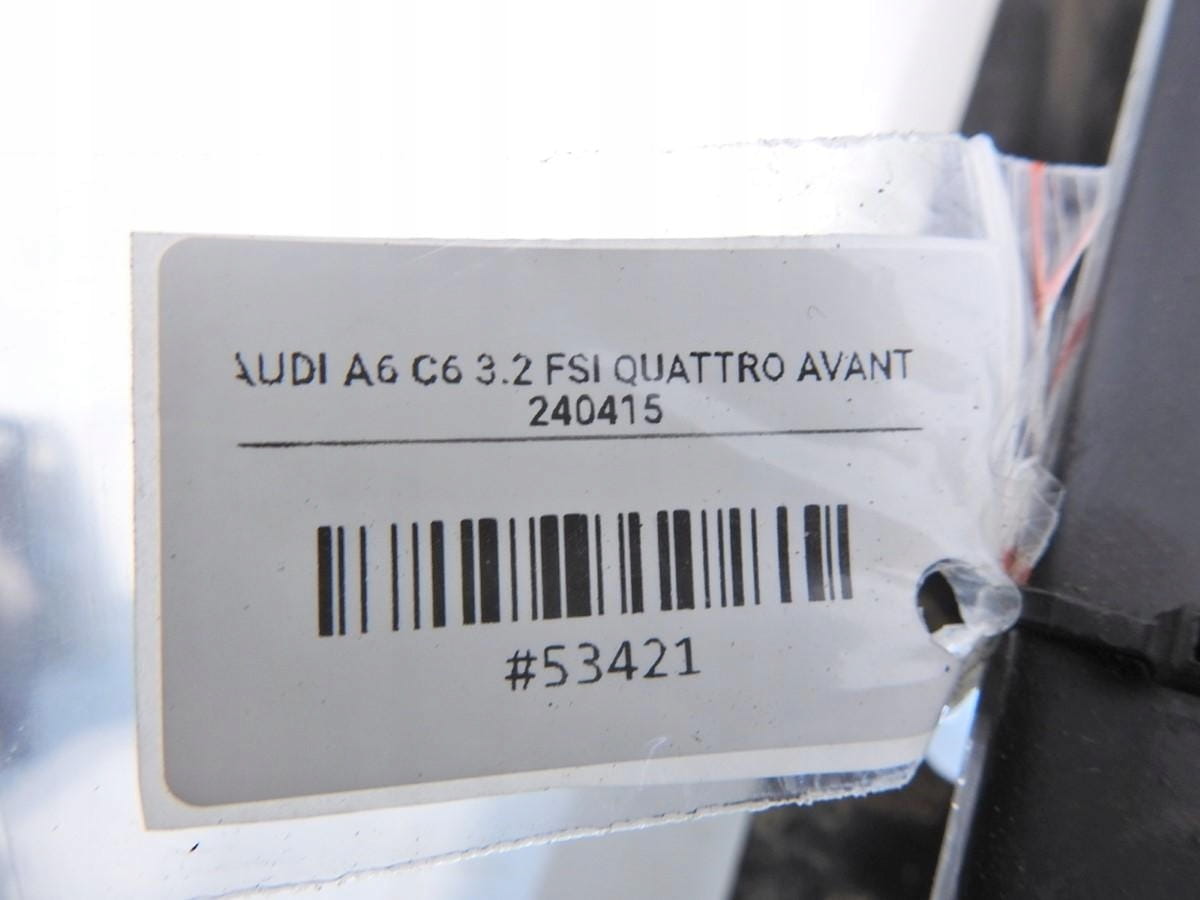 AUDI A6 C6 3.2 FSI QUATTRO AVANT
240415
#53421